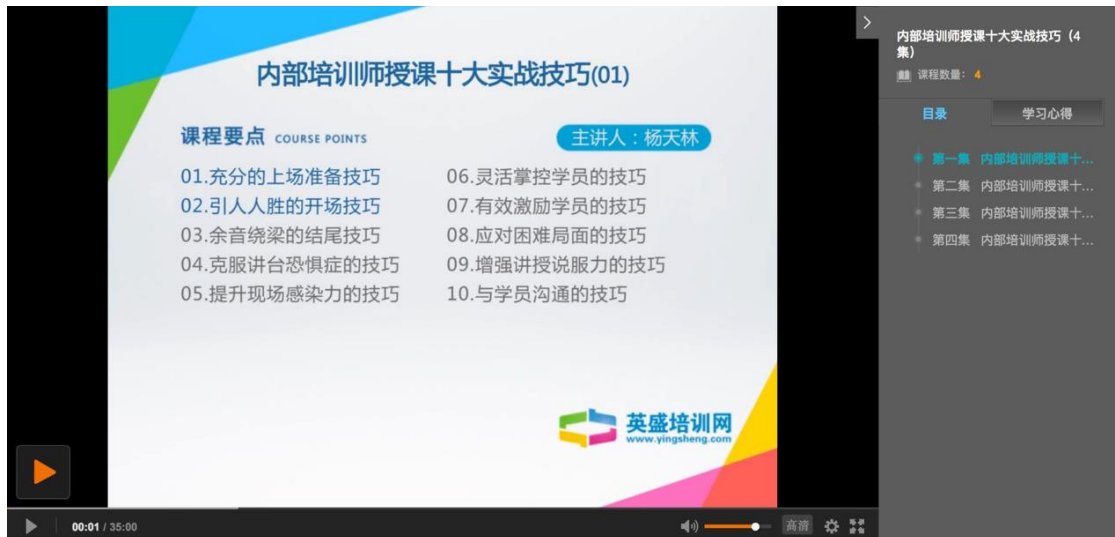 内部培训师授课十大实战技巧(01)
课程要点 COURSE POINTS
主讲人：杨天林
01.充分的上场准备技巧
02.引人人胜的开场技巧
03.余音绕梁的结尾技巧
04.克服讲台恐惧症的技巧
05.提升现场感染力的技巧
06.灵活掌控学员的技巧
07.有效激励学员的技巧
08.应对困难局面的技巧
09.增强讲授说服力的技巧
10.与学员沟通的技巧
英盛培训网
www.yingsheng.com
00:01 / 35:00
高清
内部培训师授课十大实战技巧（4
集）
课程数量： 4
目录
学习心得
第一集 内部培训师授课十...
第二集 内部培训师授课十...
第三集 内部培训师授课十...
第四集 内部培训师授课十...